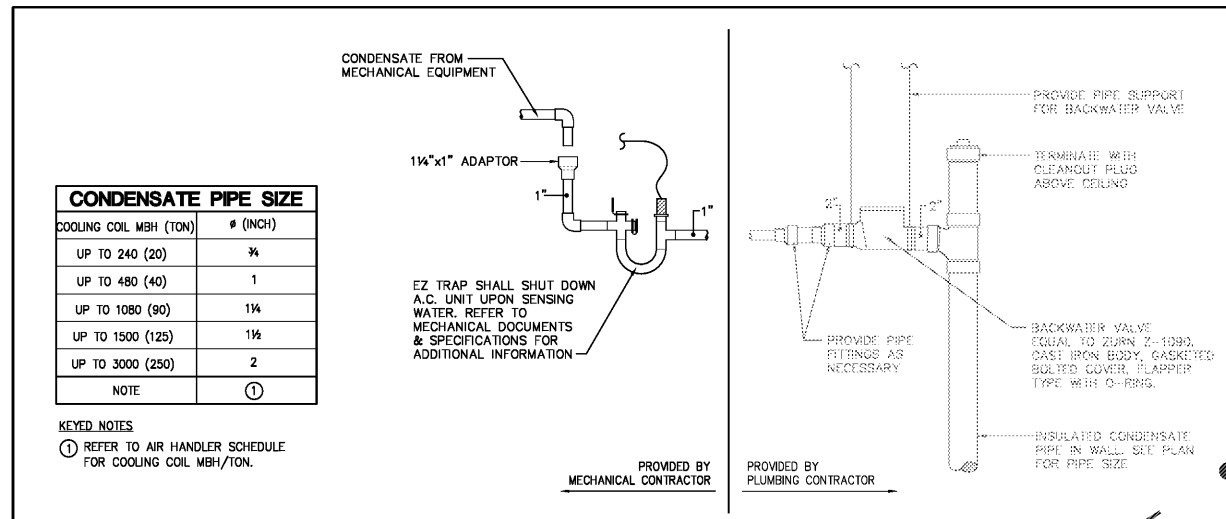 CONDENSATE FROM
MECHANICAL EQUIPMENT
1¼"x1" ADAPTOR
1"
1"
EZ TRAP SHALL SHUT DOWN
A.C. UNIT UPON SENSING
WATER. REFER TO
MECHANICAL DOCUMENTS
& SPECIFICATIONS FOR
ADDITIONAL INFORMATION
CONDENSATE PIPE SIZE
COOLING COIL MBH (TON) ø (INCH)
UP TO 240 (20) ¾
UP TO 480 (40) 1
UP TO 1080 (90) 1¼
UP TO 1500 (125) 1½
UP TO 3000 (250) 2
NOTE 1
KEYED NOTES
1 REFER TO AIR HANDLER SCHEDULE
FOR COOLING COIL MBH/TON.
PROVIDED BY
MECHANICAL CONTRACTOR
PROVIDED BY
PLUMBING CONTRACTOR
PROVIDE PIPE SUPPORT
FOR BACKWATER VALVE
TERMINATE WITH
CLEANOUT PLUG
ABOVE CEILING
2"
2"
PROVIDE PIPE
FITTINGS AS
NECESSARY
BACKWATER VALVE
EQUAL TO ZURN Z-1090.
CAST IRON BODY, GASKETED
BOLTED COVER, FLAPPER
TYPE WITH O-RING.
INSULATED CONDENSATE
PIPE IN WALL. SEE PLAN
FOR PIPE SIZE